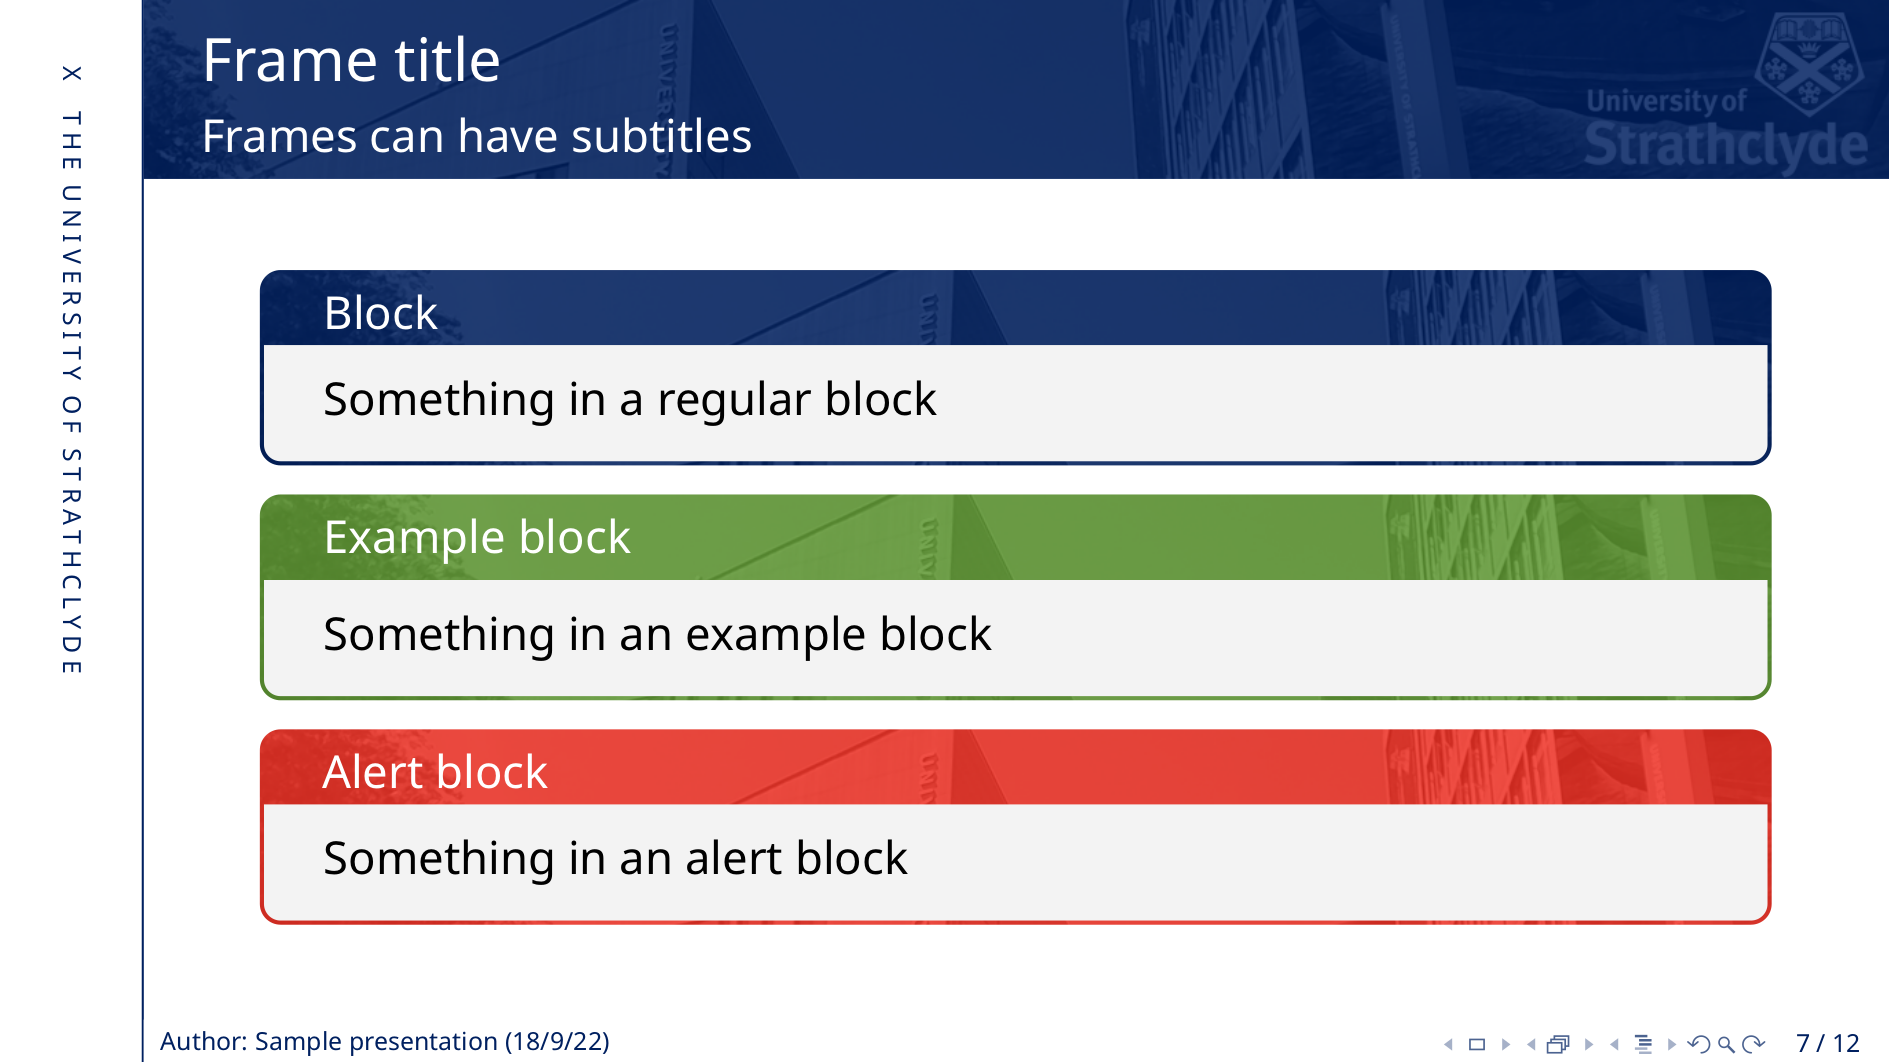 X THE UNIVERSITY OF STRATHCLYDE
Frame title
Frames can have subtitles
University of
Strathclyde
Block
Something in a regular block
Example block
Something in an example block
Alert block
Something in an alert block
Author: Sample presentation (18/9/22)
7 / 12